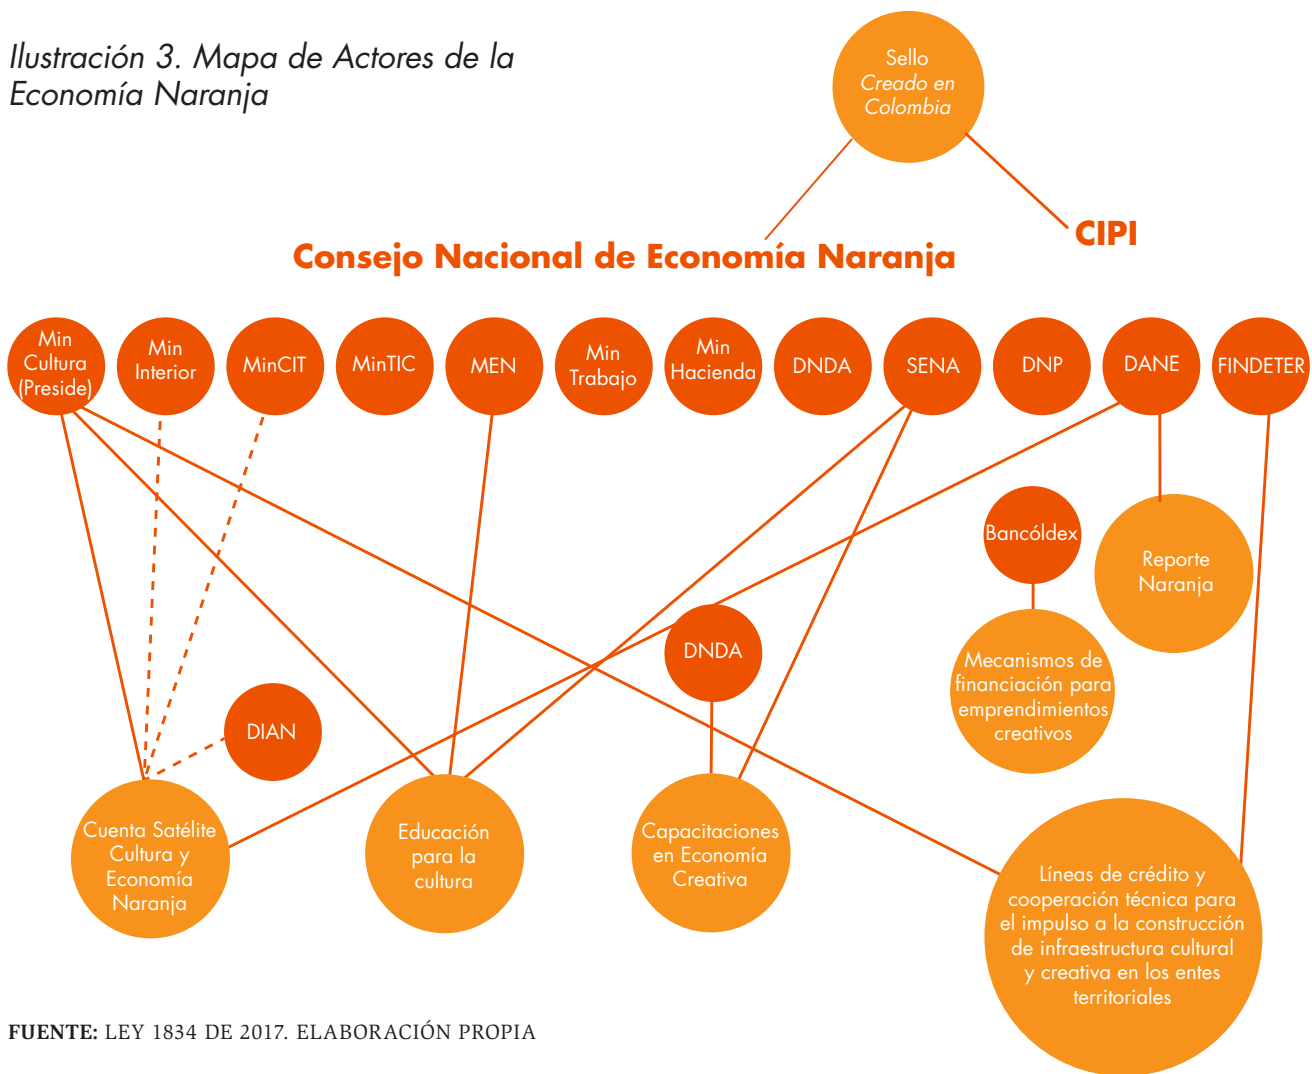 Ilustración 3. Mapa de Actores de la
Economía Naranja
Sello
Creado en
Colombia
CIPI
Consejo Nacional de Economía Naranja
Min
Cultura
(Preside)
Min
Interior
MinCIT
MinTIC
MEN
Min
Trabajo
Min
Hacienda
DNDA
SENA
DNP
DANE
FINDETER
Bancóldex
Reporte
Naranja
DNDA
Mecanismos de
financiación para
emprendimientos
creativos
DIAN
Cuenta Satélite
Cultura y
Economía
Naranja
Educación
para la
cultura
Capacitaciones
en Economía
Creativa
Líneas de crédito y
cooperación técnica para
el impulso a la construcción
de infraestructura cultural
y creativa en los entes
territoriales
FUENTE: LEY 1834 DE 2017. ELABORACIÓN PROPIA